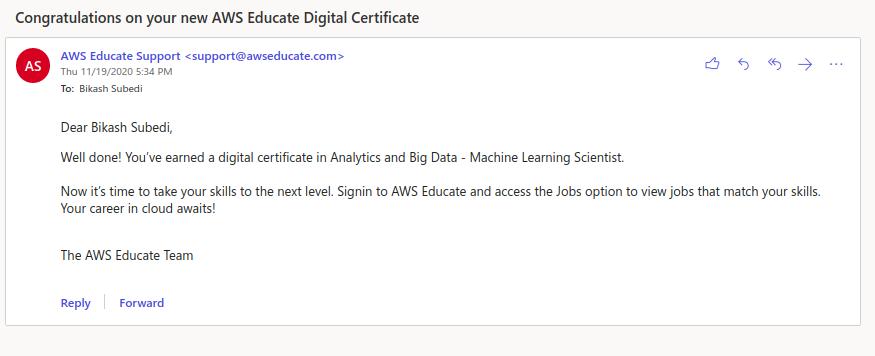 Congratulations on your new AWS Educate Digital Certificate
AS
AWS Educate Support <support@awseducate.com>
Thu 11/19/2020 5:34 PM
To: Bikash Subedi
Dear Bikash Subedi,
Well done! You've earned a digital certificate in Analytics and Big Data - Machine Learning Scientist.
Now it's time to take your skills to the next level. Signin to AWS Educate and access the Jobs option to view jobs that match your skills.
Your career in cloud awaits!
The AWS Educate Team
Reply Forward